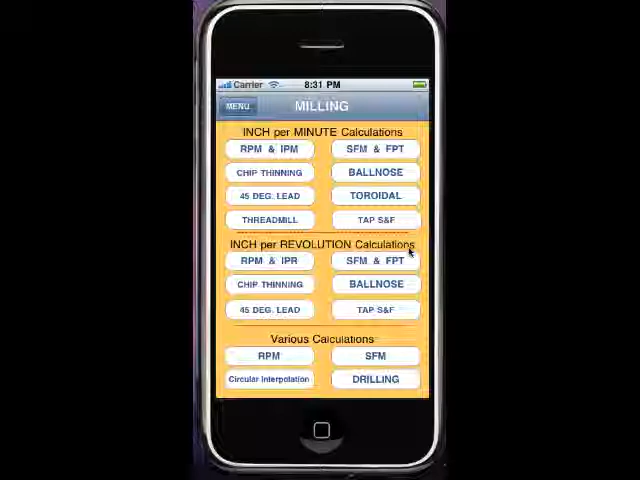 Carrier 8:31 PM
MENU MILLING
INCH per MINUTE Calculations
RPM & IPM SFM & FPT
CHIP THINNING BALLNOSE
45 DEG. LEAD TOROIDAL
THREADMILL TAP S&F
INCH per REVOLUTION Calculations
RPM & IPR SFM & FPT
CHIP THINNING BALLNOSE
45 DEG. LEAD TAP S&F
Various Calculations
RPM SFM
Circular Interpolation DRILLING